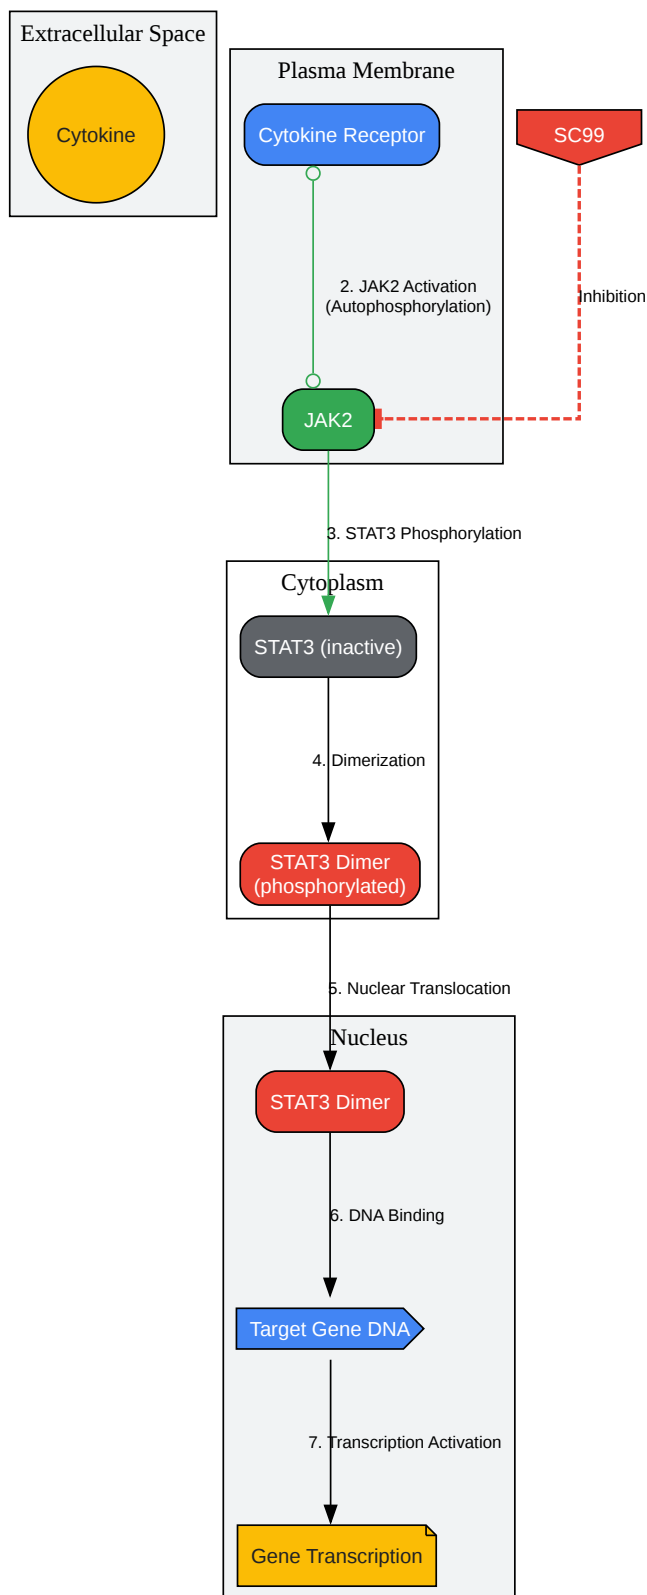 Extracellular Space
Cytokine
Plasma Membrane
Cytokine Receptor
SC99
2. JAK2 Activation
(Autophosphorylation)
Inhibition
JAK2
3. STAT3 Phosphorylation
Cytoplasm
STAT3 (inactive)
4. Dimerization
STAT3 Dimer
(phosphorylated)
5. Nuclear Translocation
Nucleus
STAT3 Dimer
6. DNA Binding
Target Gene DNA
7. Transcription Activation
Gene Transcription